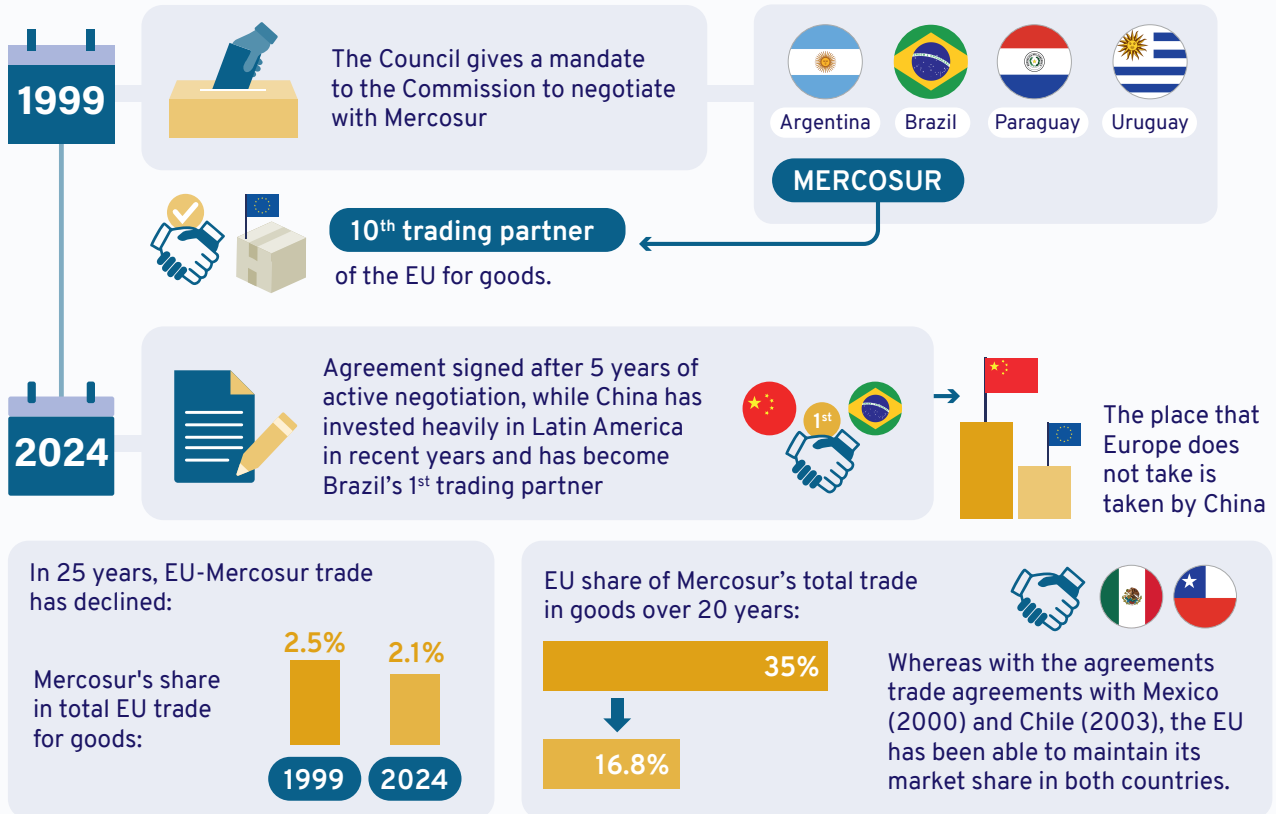 1999
The Council gives a mandate
to the Commission to negotiate
with Mercosur
Argentina
Brazil
Paraguay
Uruguay
MERCOSUR
10th trading partner
of the EU for goods.
2024
Agreement signed after 5 years of
active negotiation, while China has
invested heavily in Latin America
in recent years and has become
Brazil's 1st trading partner
1st
The place that
Europe does
not take is
taken by China
In 25 years, EU-Mercosur trade
has declined:
Mercosur's share
in total EU trade
for goods:
2.5%
2.1%
1999
2024
EU share of Mercosur's total trade
in goods over 20 years:
35%
16.8%
Whereas with the agreements
trade agreements with Mexico
(2000) and Chile (2003), the EU
has been able to maintain its
market share in both countries.